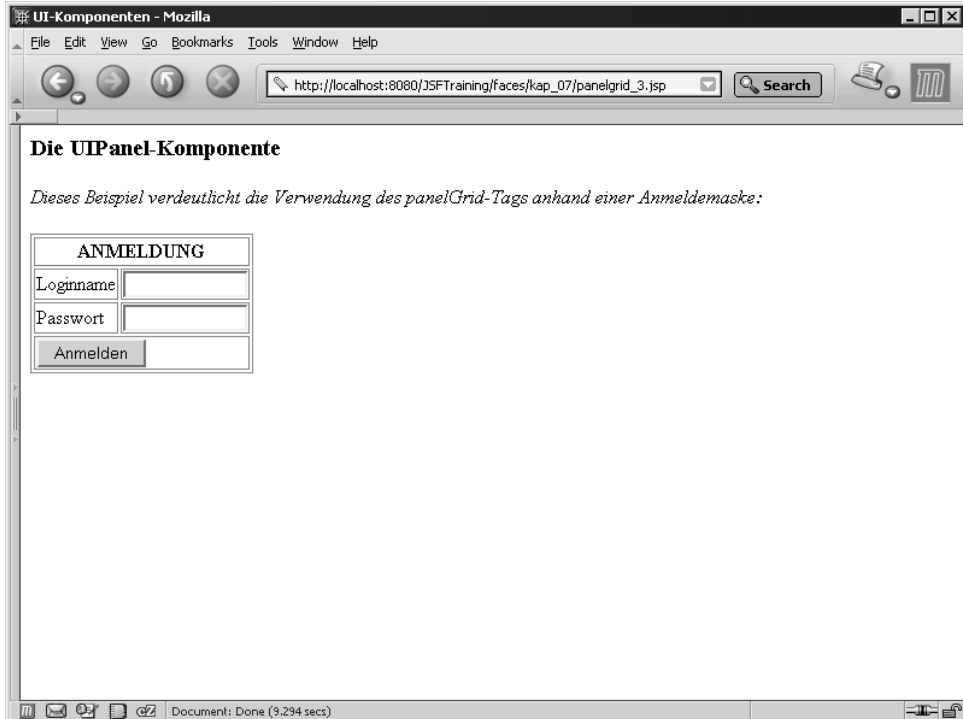 UI-Komponenten - Mozilla
File Edit View Go Bookmarks Tools Window Help
http://localhost:8080/JSFTraining/faces/kap_07/panelgrid_3.jsp Search
Die UIPanel-Komponente
Dieses Beispiel verdeutlicht die Verwendung des panelGrid-Tags anhand einer Anmeldemaske:
ANMELDUNG
Loginname
Passwort
Anmelden
Document: Done (9.294 secs)